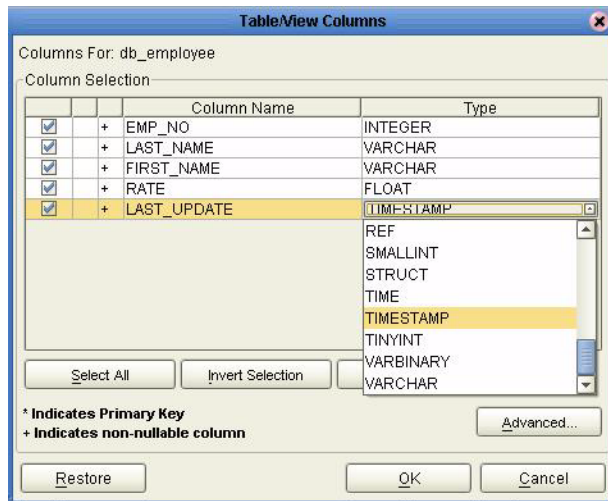 Table/View Columns
Columns For: db_employee
Column Selection
Column Name Type
+ EMP_NO INTEGER
+ LAST_NAME VARCHAR
+ FIRST_NAME VARCHAR
+ RATE FLOAT
+ LAST_UPDATE TIMESTAMP
REF
SMALLINT
STRUCT
TIME
TIMESTAMP
TINYINT
VARBINARY
VARCHAR
Select All Invert Selection
* Indicates Primary Key
+ Indicates non-nullable column
Advanced...
Restore OK Cancel